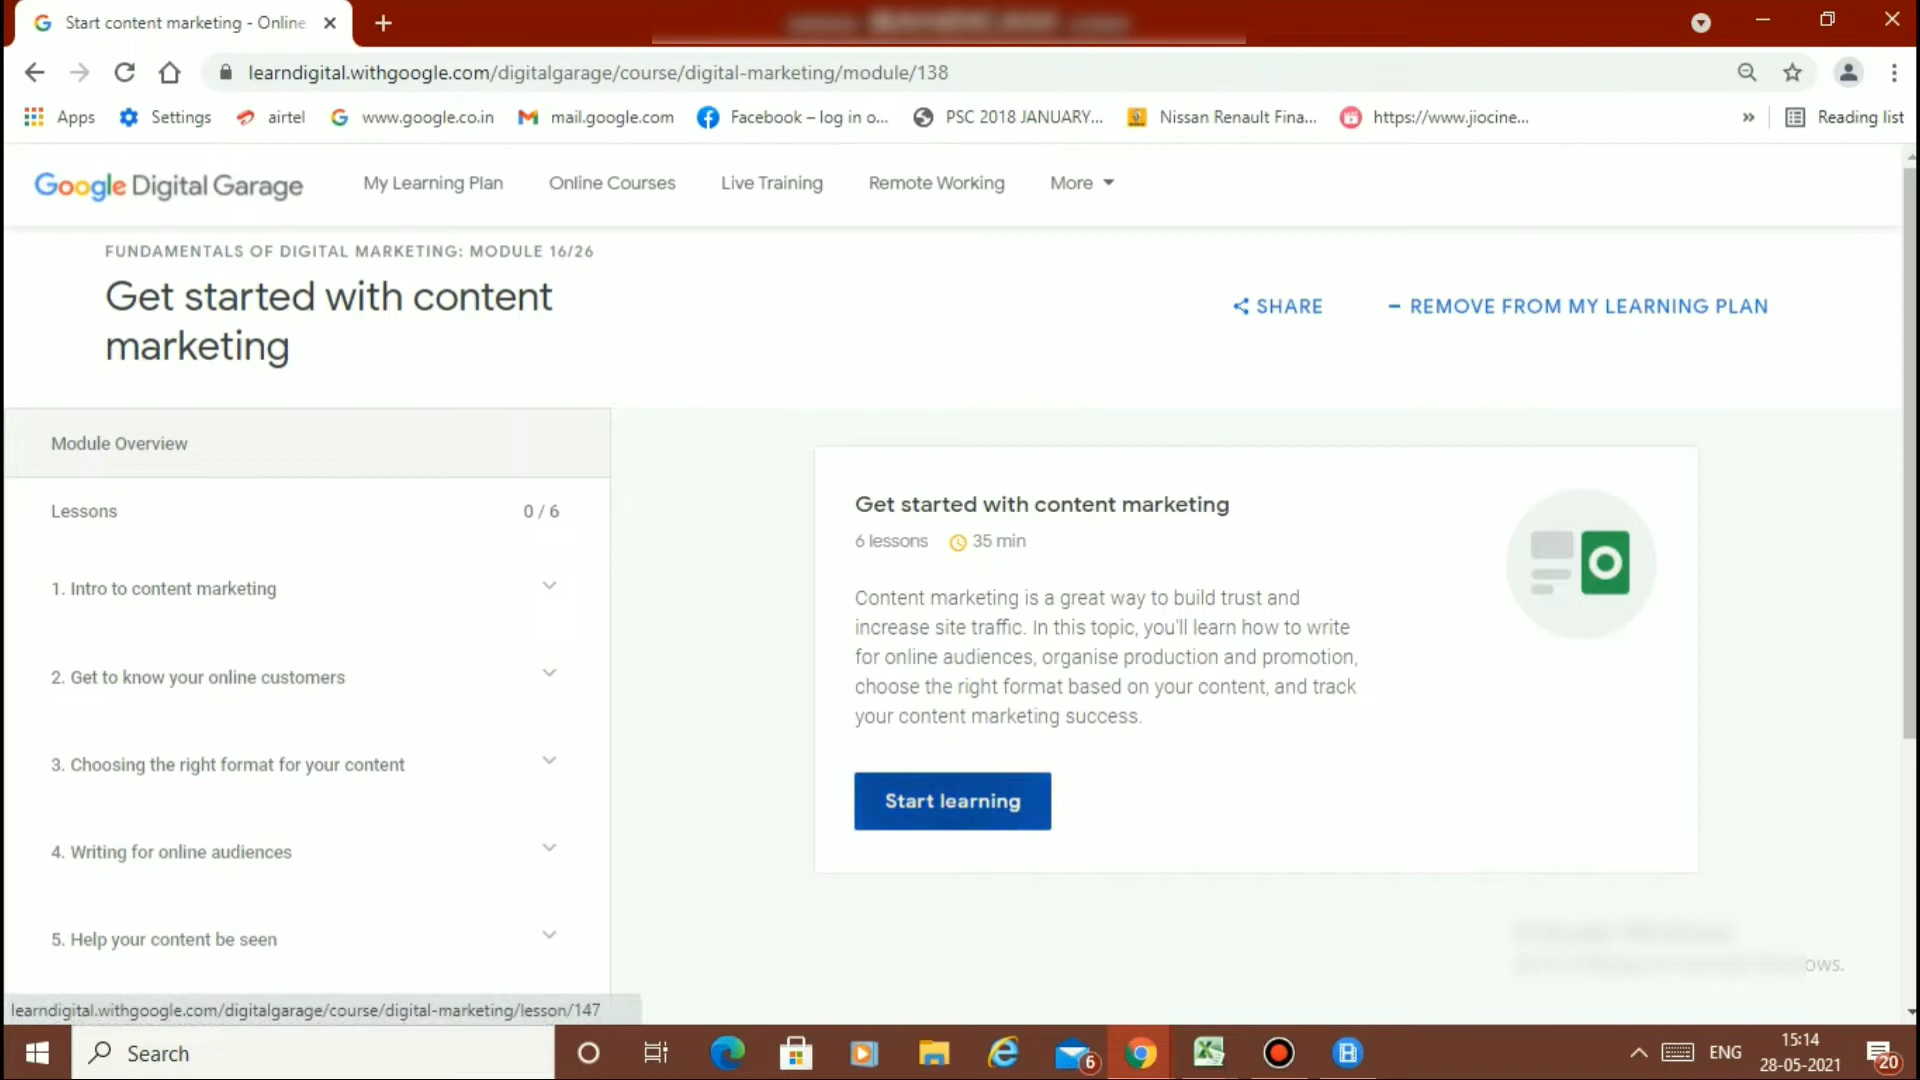 Start content marketing - Online
learndigital.withgoogle.com/digitalgarage/course/digital-marketing/module/138
Apps Settings airtel www.google.co.in mail.google.com Facebook – log in o... PSC 2018 JANUARY... Nissan Renault Fina... https://www.jiocine... » Reading list
Google Digital Garage My Learning Plan Online Courses Live Training Remote Working More
FUNDAMENTALS OF DIGITAL MARKETING: MODULE 16/26
Get started with content
marketing
SHARE − REMOVE FROM MY LEARNING PLAN
Module Overview
Lessons 0 / 6
1. Intro to content marketing
2. Get to know your online customers
3. Choosing the right format for your content
4. Writing for online audiences
5. Help your content be seen
Get started with content marketing
6 lessons 35 min
Content marketing is a great way to build trust and
increase site traffic. In this topic, you'll learn how to write
for online audiences, organise production and promotion,
choose the right format based on your content, and track
your content marketing success.
Start learning
ows.
learndigital.withgoogle.com/digitalgarage/course/digital-marketing/lesson/147
Search 6 ENG 15:14
28-05-2021 20